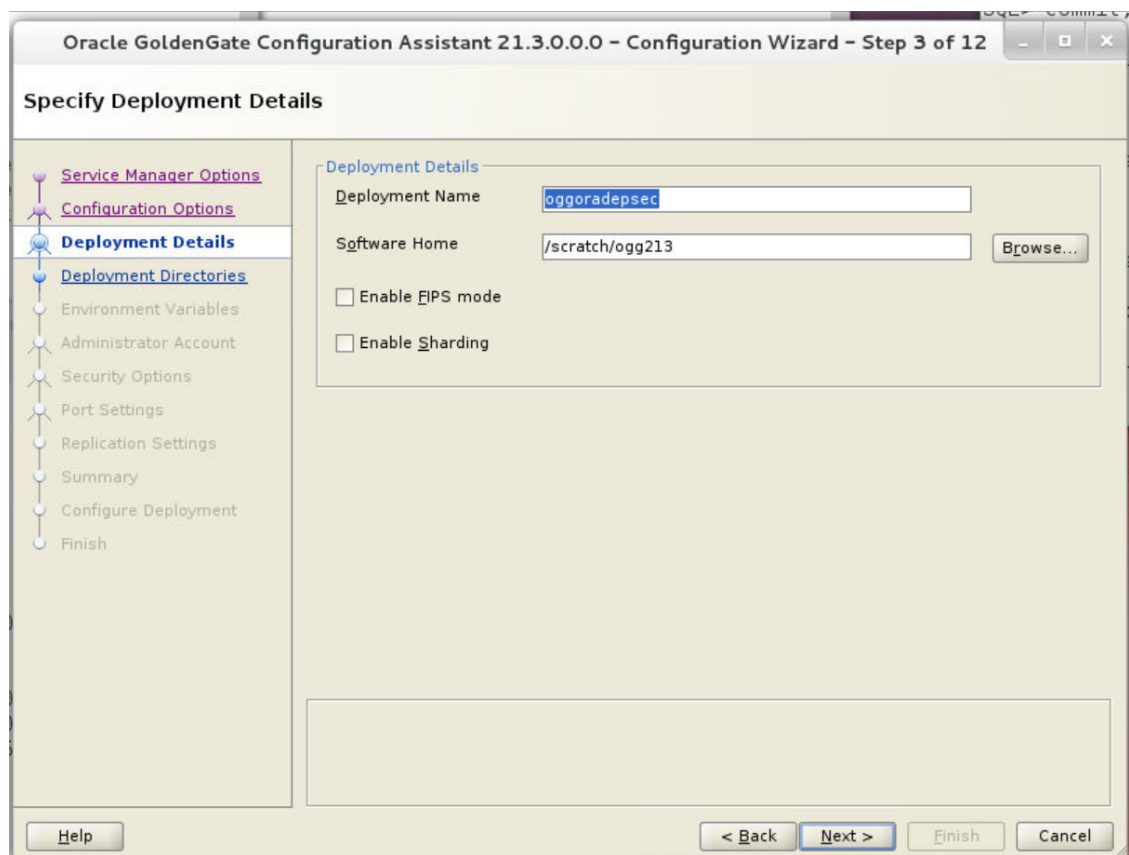 SQL> commit;
Oracle GoldenGate Configuration Assistant 21.3.0.0.0 - Configuration Wizard - Step 3 of 12
Specify Deployment Details
Service Manager Options
Configuration Options
Deployment Details
Deployment Directories
Environment Variables
Administrator Account
Security Options
Port Settings
Replication Settings
Summary
Configure Deployment
Finish
Deployment Details
Deployment Name
oggoradepsec
Software Home
/scratch/ogg213
Browse...
Enable FIPS mode
Enable Sharding
Help
< Back
Next >
Finish
Cancel